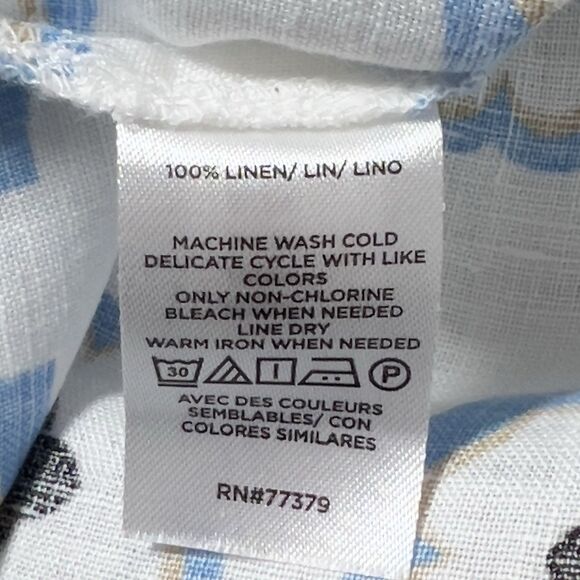 100% LINEN/ LIN/ LINO
MACHINE WASH COLD
DELICATE CYCLE WITH LIKE
COLORS
ONLY NON-CHLORINE
BLEACH WHEN NEEDED
LINE DRY
WARM IRON WHEN NEEDED
30 P
AVEC DES COULEURS
SEMBLABLES/ CON
COLORES SIMILARES
RN#77379